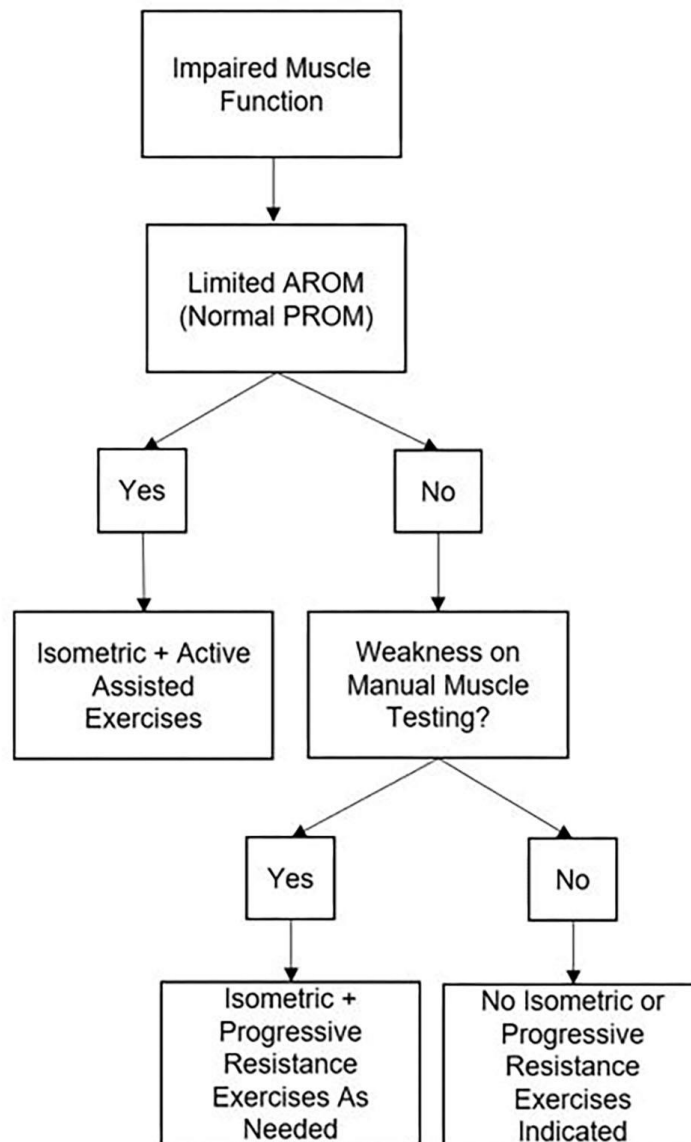 Impaired Muscle
Function
Limited AROM
(Normal PROM)
Yes
No
Isometric + Active
Assisted
Exercises
Weakness on
Manual Muscle
Testing?
Yes
No
Isometric +
Progressive
Resistance
Exercises As
Needed
No Isometric or
Progressive
Resistance
Exercises
Indicated